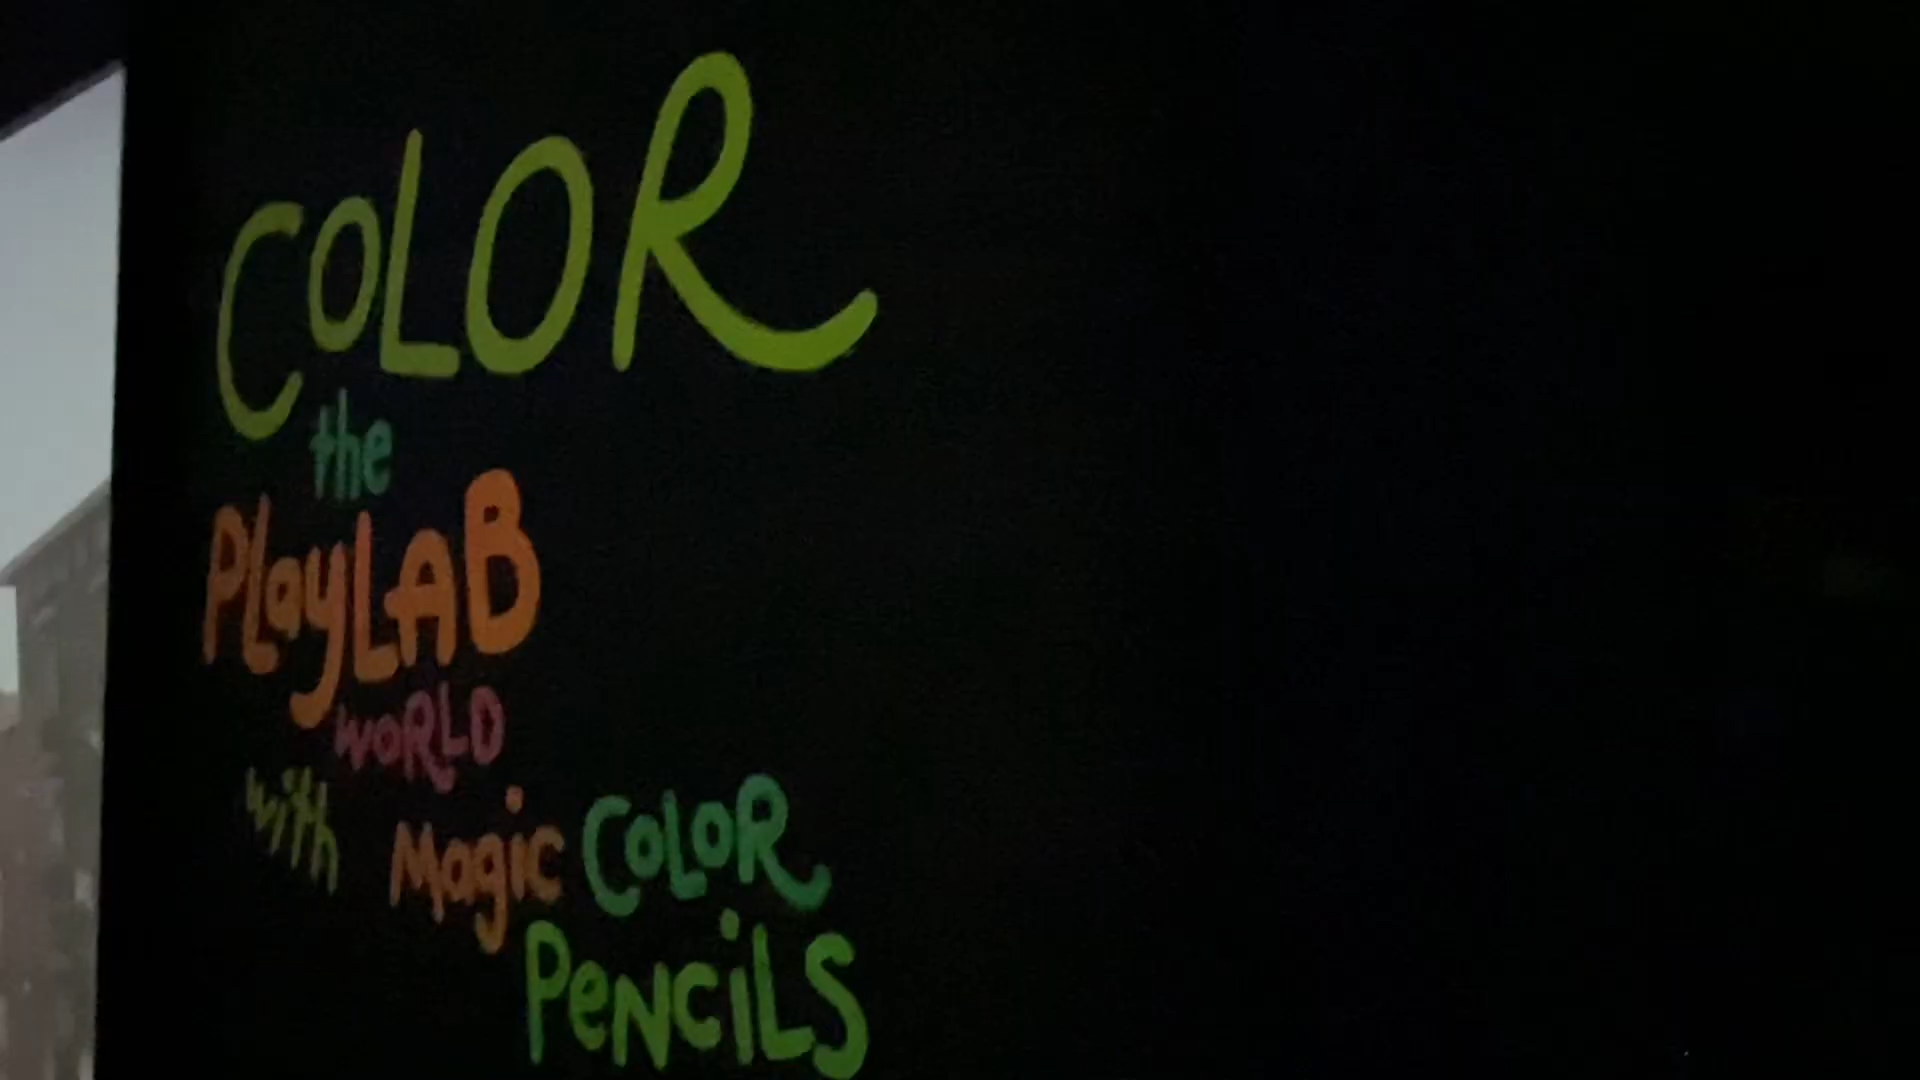 COLOR
the
PlayLAB
WORLD
with Magic COLOR
PENCILS